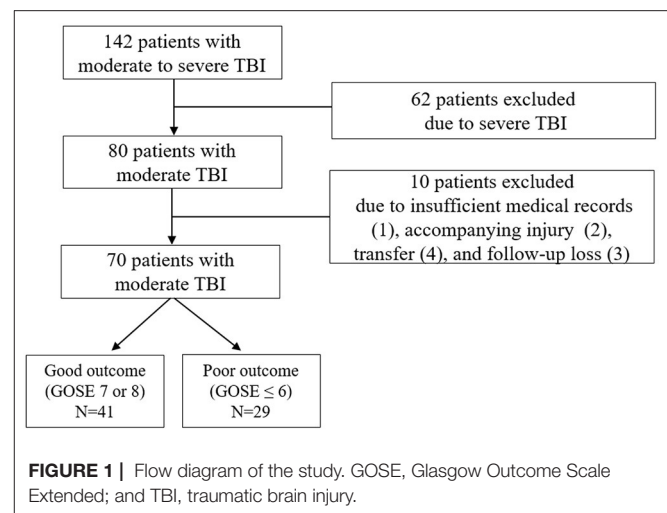 142 patients with
moderate to severe TBI
62 patients excluded
due to severe TBI
80 patients with
moderate TBI
10 patients excluded
due to insufficient medical records
(1), accompanying injury (2),
transfer (4), and follow-up loss (3)
70 patients with
moderate TBI
Good outcome
(GOSE 7 or 8)
N=41
Poor outcome
(GOSE ≤ 6)
N=29
FIGURE 1 | Flow diagram of the study. GOSE, Glasgow Outcome Scale
Extended; and TBI, traumatic brain injury.